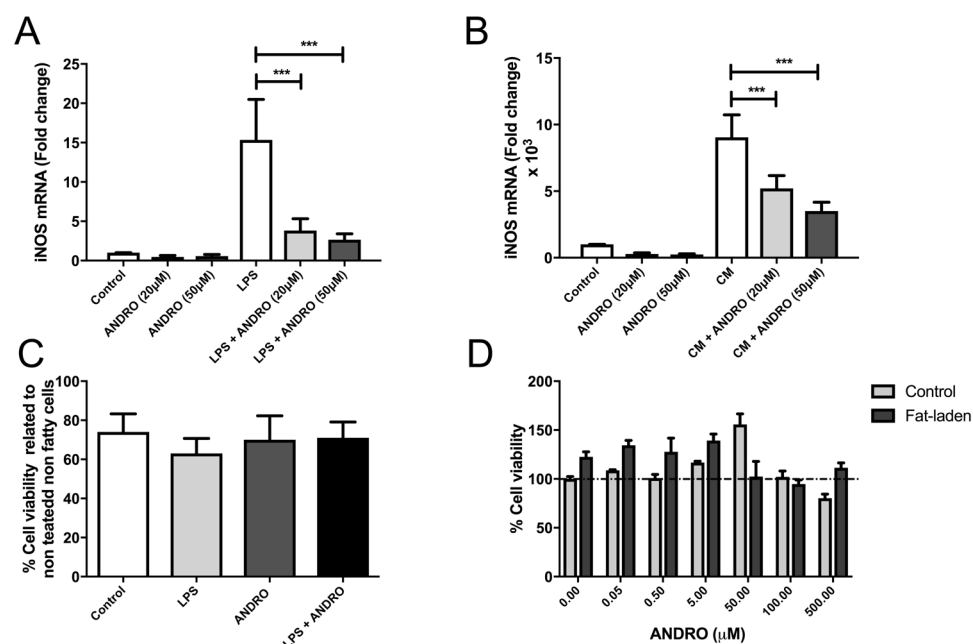 A
iNOS mRNA (Fold change)
25
20
15
10
5
0
***
***
Control
ANDRO (20µM)
ANDRO (50µM)
LPS
LPS + ANDRO (20µM)
LPS + ANDRO (50µM)
B
iNOS mRNA (Fold change)
x 10³
15
10
5
0
***
***
Control
ANDRO (20µM)
ANDRO (50µM)
CM
CM + ANDRO (20µM)
CM + ANDRO (50µM)
C
% Cell viability related to
non teatedd non fatty cells
100
80
60
40
20
0
Control
LPS
ANDRO
LPS + ANDRO
D
% Cell viability
200
150
100
50
0
0.00
0.05
0.50
5.00
50.00
100.00
500.00
ANDRO (µM)
Control
Fat-laden